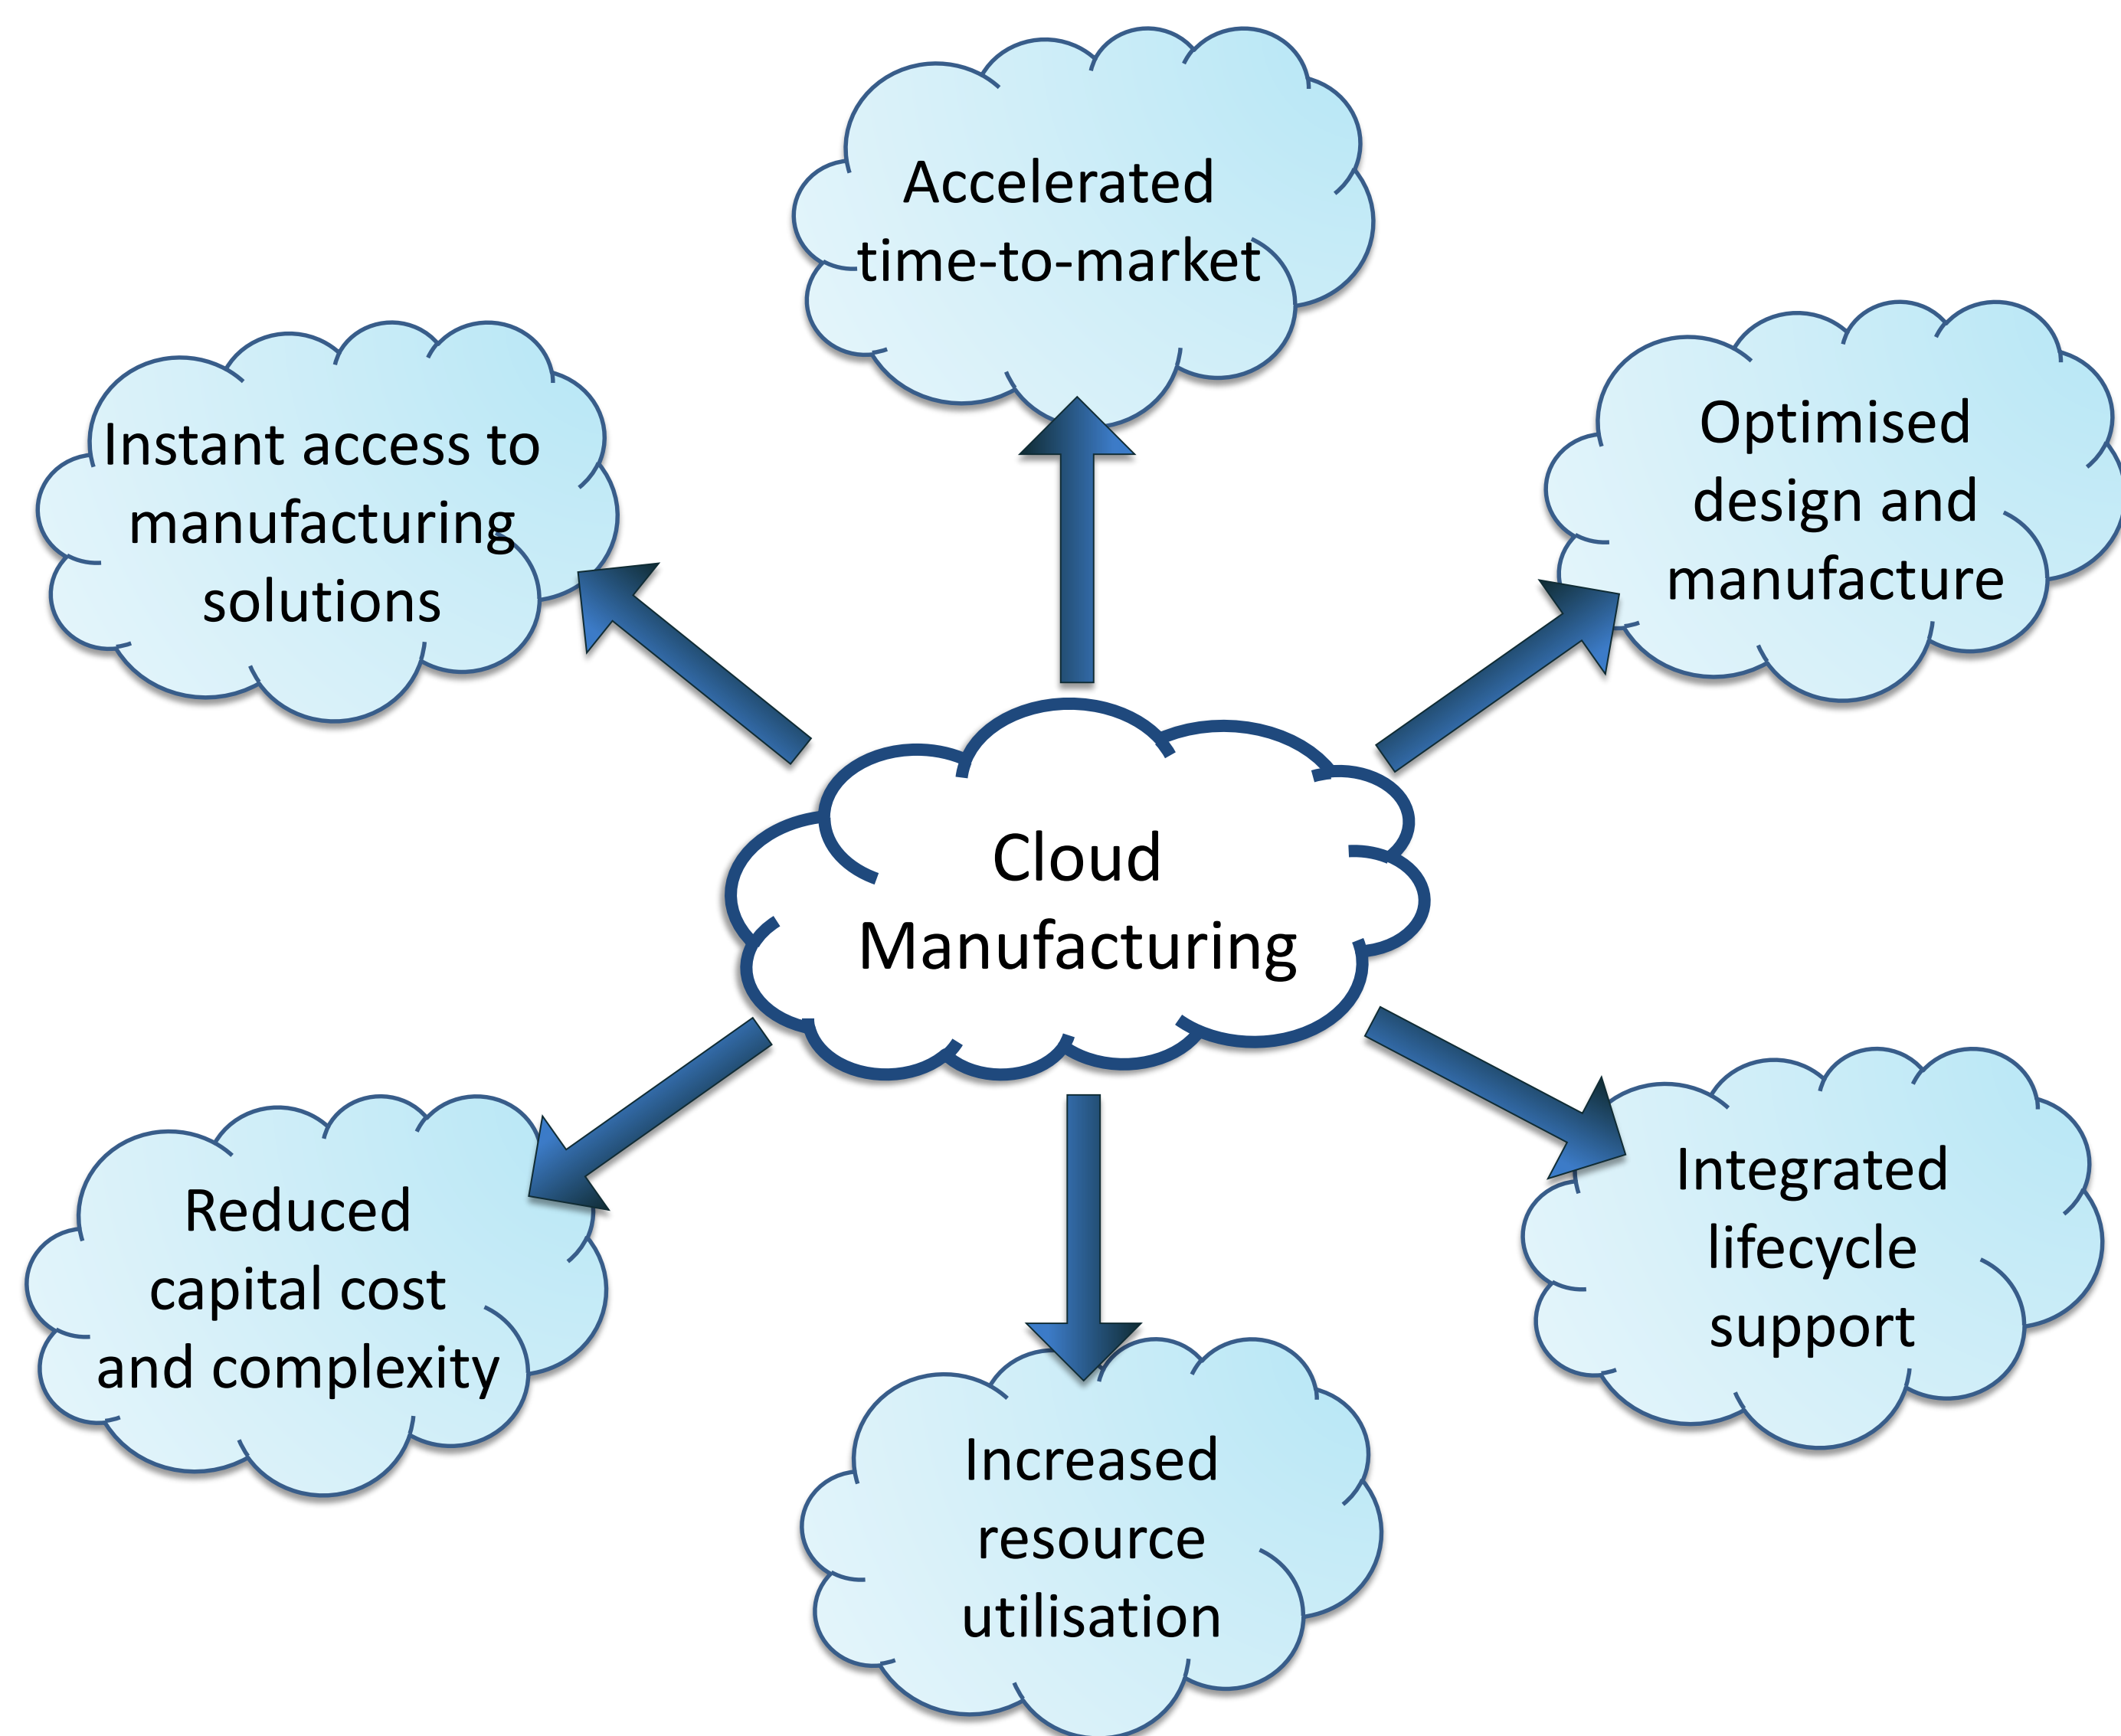 Accelerated
time-to-market
Instant access to
manufacturing
solutions
Optimised
design and
manufacture
Cloud
Manufacturing
Reduced
capital cost
and complexity
Integrated
lifecycle
support
Increased
resource
utilisation